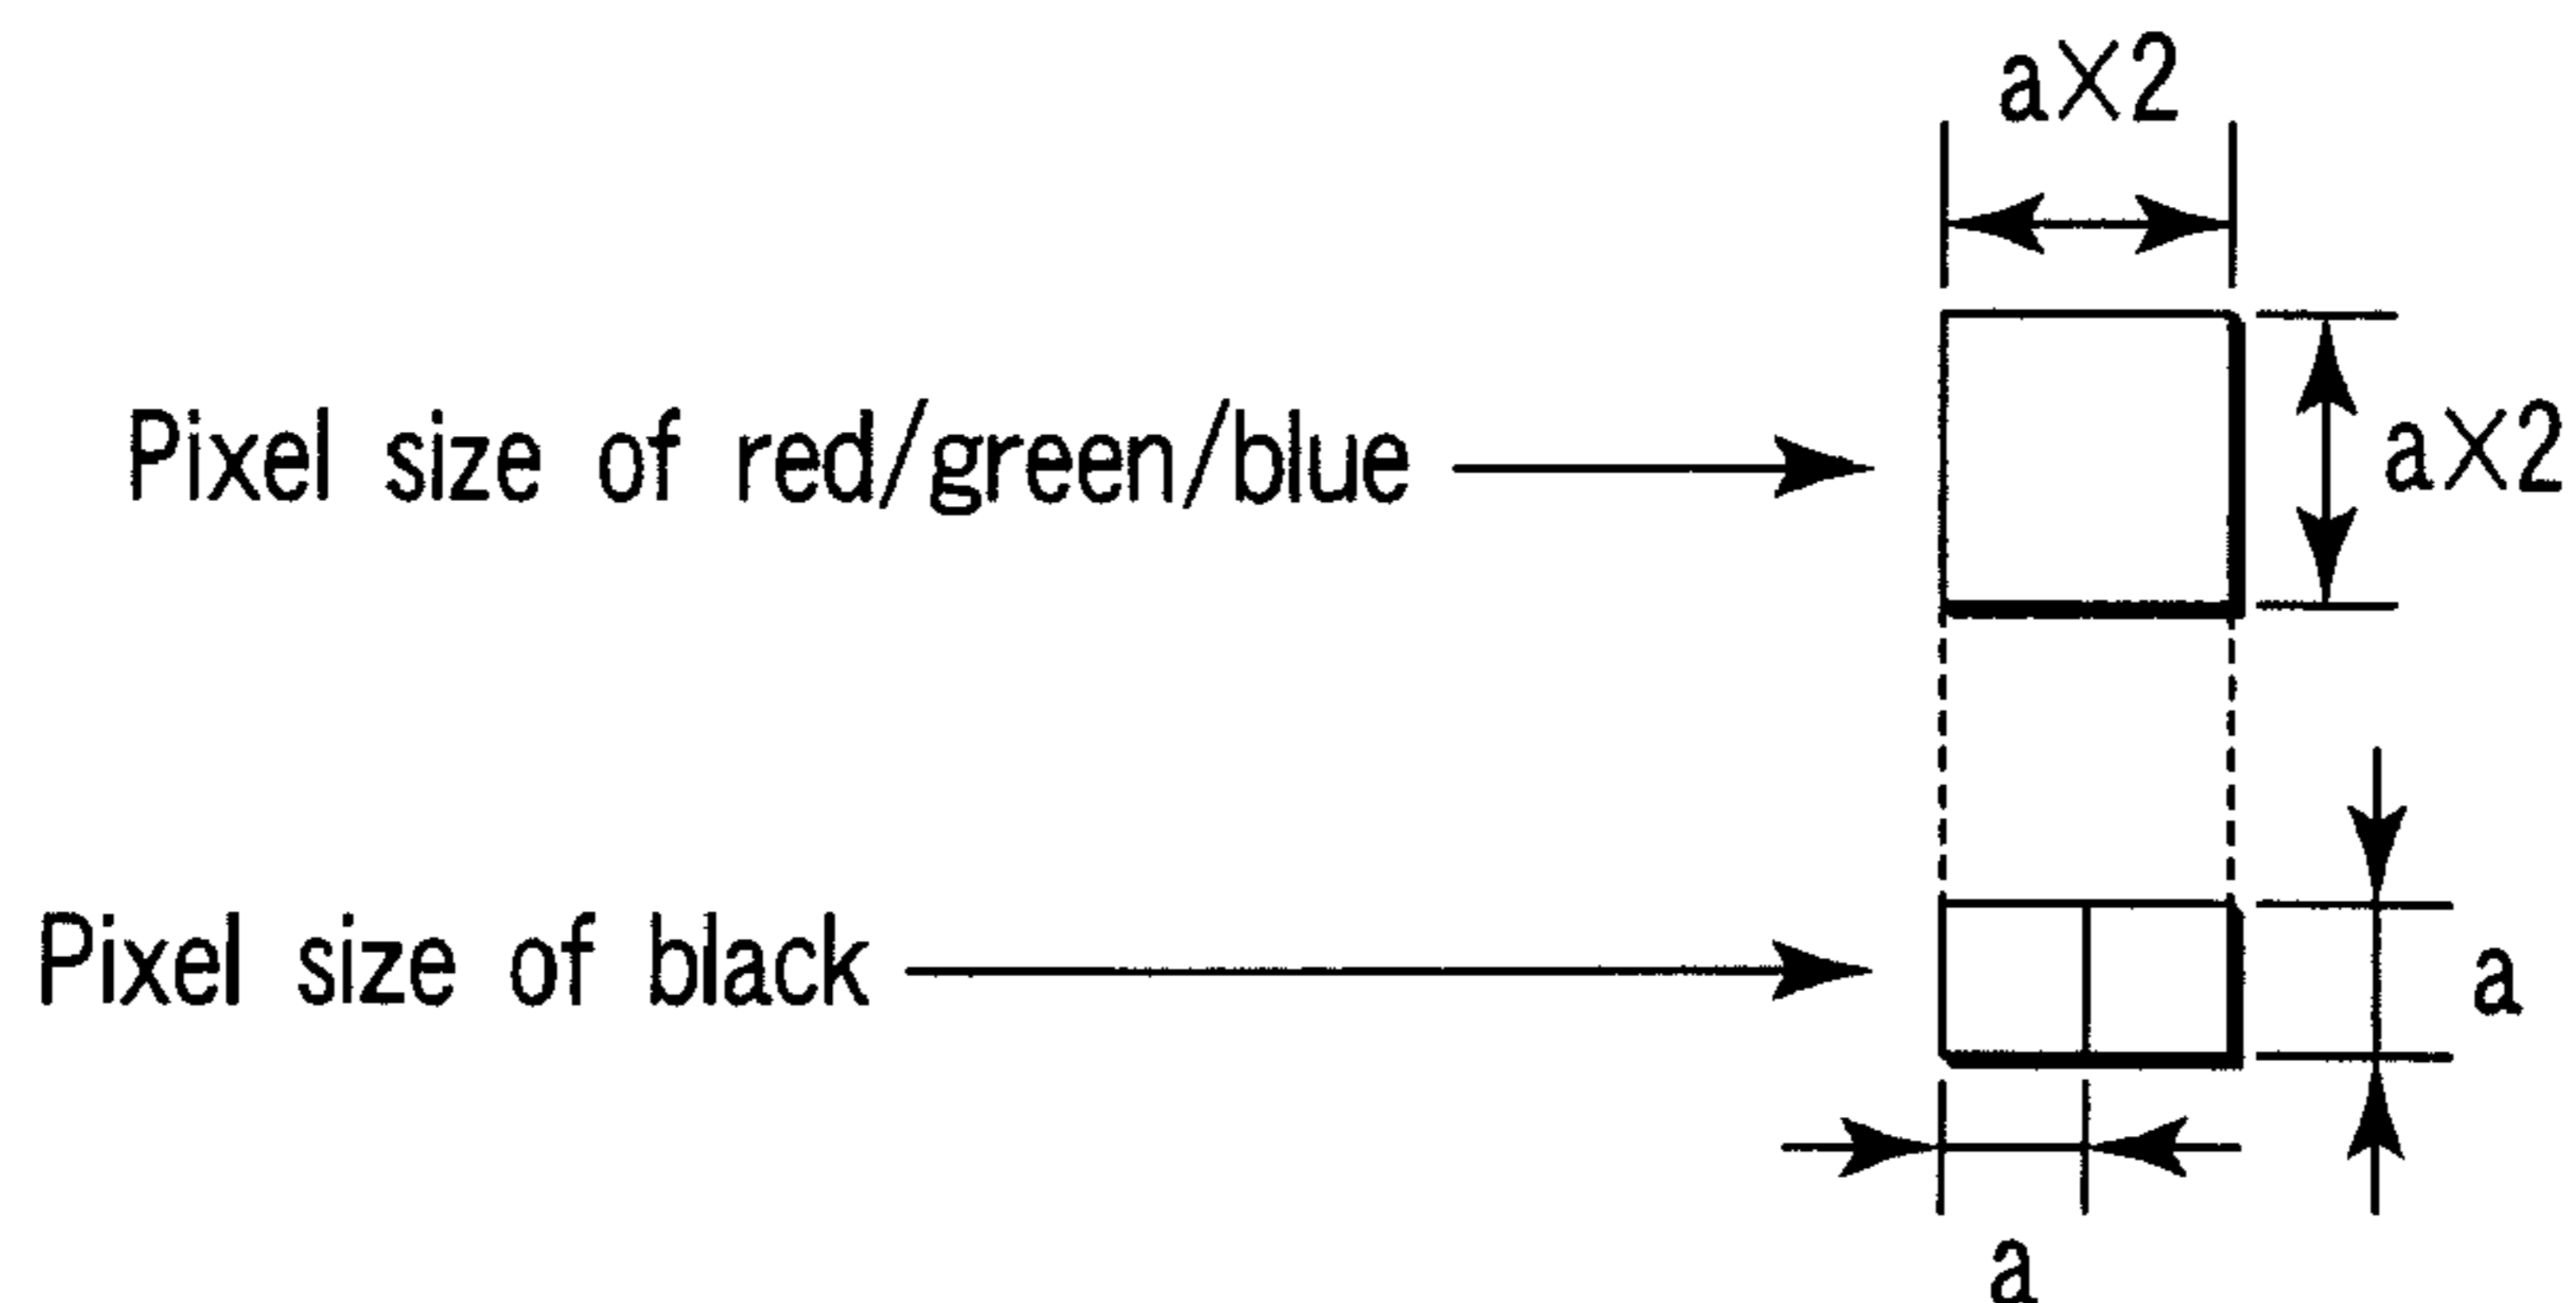 a×2
Pixel size of red/green/blue
a×2
Pixel size of black
a
a